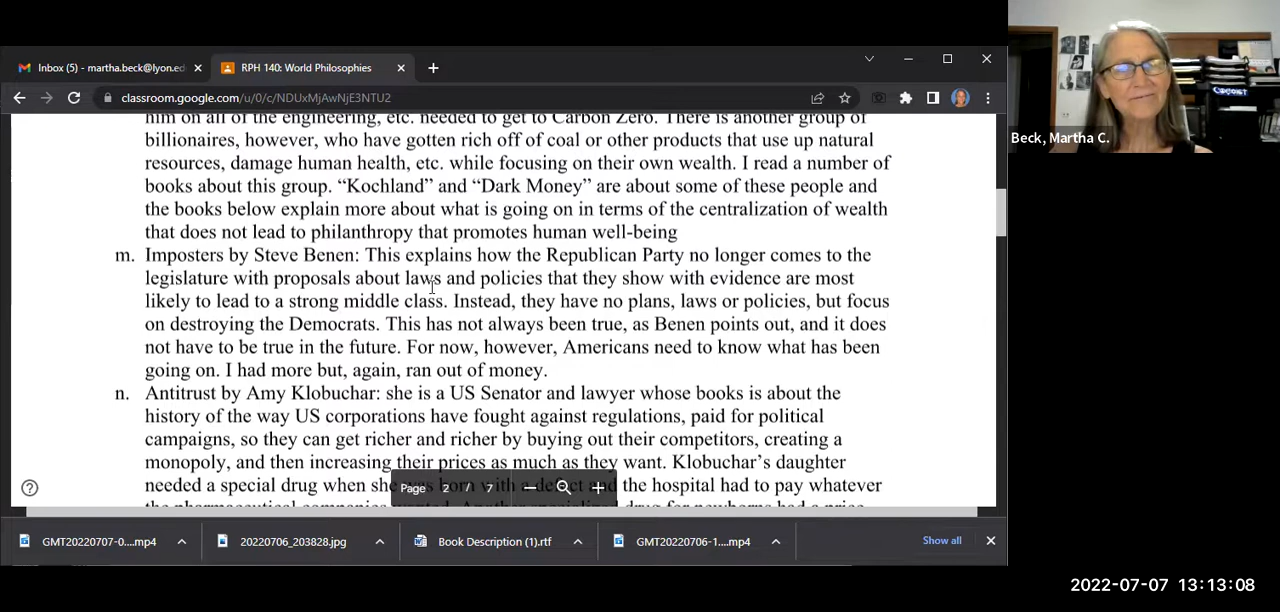 Inbox (5) - martha.beck@lyon.ed
RPH 140: World Philosophies
classroom.google.com/u/0/c/NDUxMjAwNjE3NTU2
Beck, Martha C.
him on all of the engineering, etc. needed to get to Carbon Zero. There is another group of
billionaires, however, who have gotten rich off of coal or other products that use up natural
resources, damage human health, etc. while focusing on their own wealth. I read a number of
books about this group. “Kochland” and “Dark Money” are about some of these people and
the books below explain more about what is going on in terms of the centralization of wealth
that does not lead to philanthropy that promotes human well-being
m. Imposters by Steve Benen: This explains how the Republican Party no longer comes to the
legislature with proposals about laws and policies that they show with evidence are most
likely to lead to a strong middle class. Instead, they have no plans, laws or policies, but focus
on destroying the Democrats. This has not always been true, as Benen points out, and it does
not have to be true in the future. For now, however, Americans need to know what has been
going on. I had more but, again, ran out of money.
n. Antitrust by Amy Klobuchar: she is a US Senator and lawyer whose books is about the
history of the way US corporations have fought against regulations, paid for political
campaigns, so they can get richer and richer by buying out their competitors, creating a
monopoly, and then increasing their prices as much as they want. Klobuchar’s daughter
needed a special drug when she was born with a defect and the hospital had to pay whatever
Page 2 / 7
GMT20220707-0....mp4
20220706_203828.jpg
Book Description (1).rtf
GMT20220706-1....mp4
Show all
2022-07-07 13:13:08